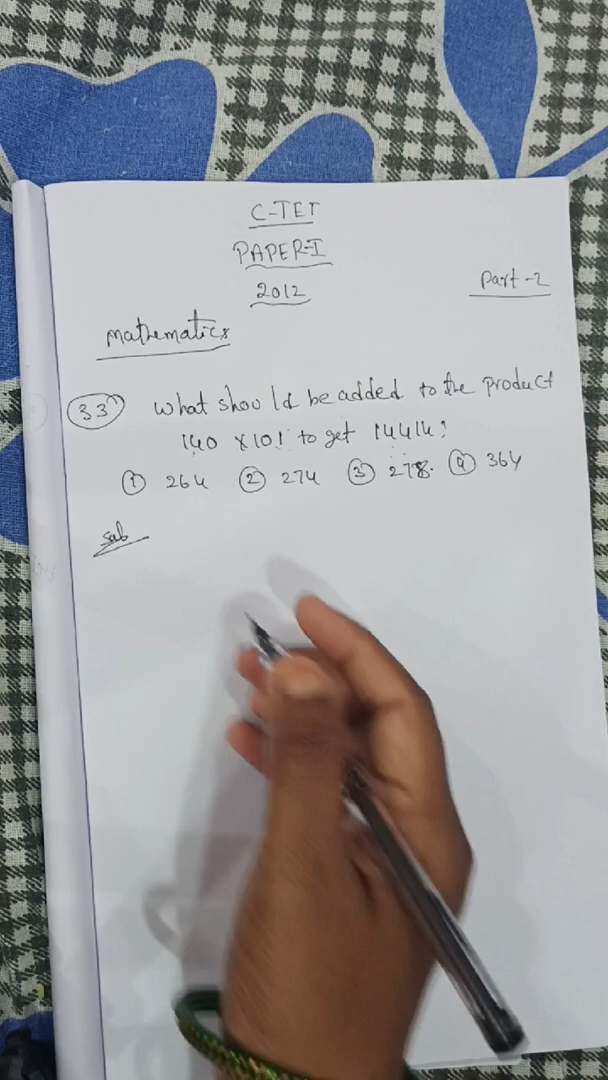 C-TET
PAPER-I
2012
Part-2
Mathematics
33) What should be added to the product
140 x 101 to get 14414?
① 264 ② 274 ③ 278. ④ 364